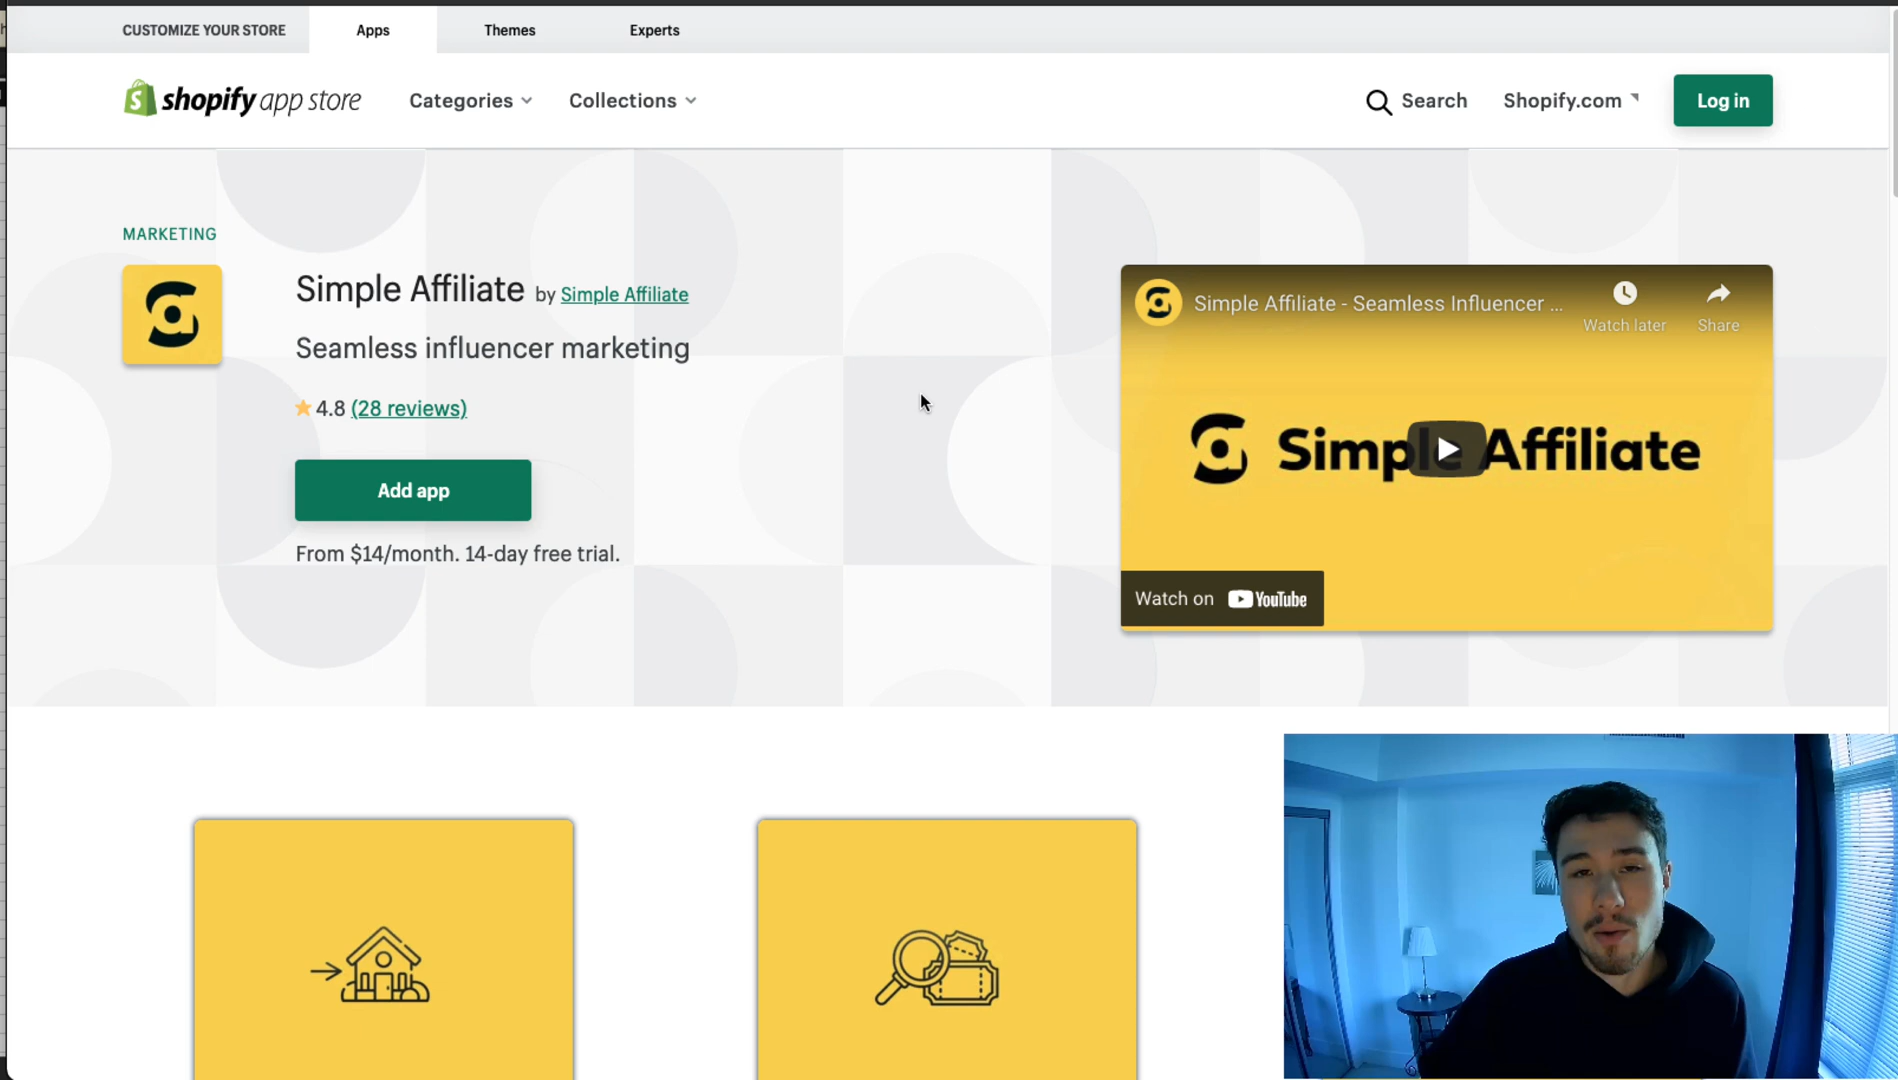 CUSTOMIZE YOUR STORE Apps Themes Experts
shopify app store Categories Collections Search Shopify.com Log in
MARKETING
Simple Affiliate by Simple Affiliate
Seamless influencer marketing
4.8 (28 reviews)
Add app
From $14/month. 14-day free trial.
Simple Affiliate - Seamless Influencer ...
Watch later Share
Simple Affiliate
Watch on YouTube